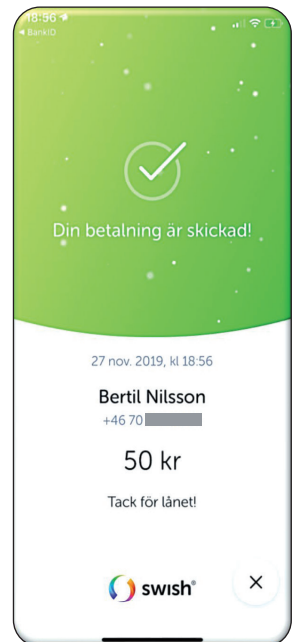 18:56
◀ BankID
Din betalning är skickad!
27 nov. 2019, kl 18:56
Bertil Nilsson
+46 70
50 kr
Tack för lånet!
swish®